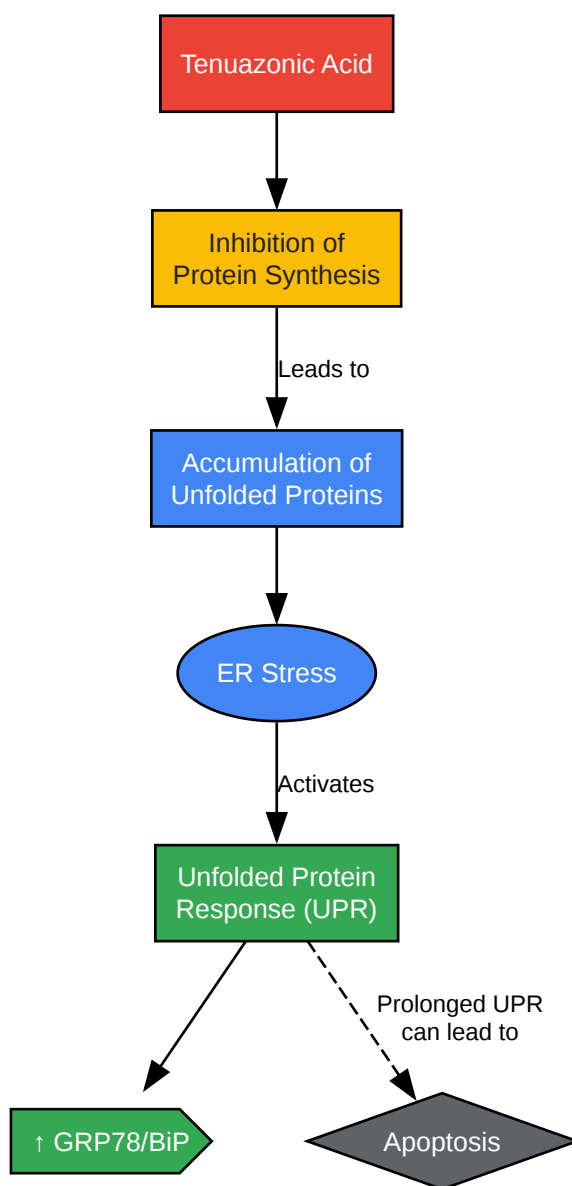 Tenuazonic Acid
Inhibition of
Protein Synthesis
Leads to
Accumulation of
Unfolded Proteins
ER Stress
Activates
Unfolded Protein
Response (UPR)
Prolonged UPR
can lead to
↑ GRP78/BiP
Apoptosis